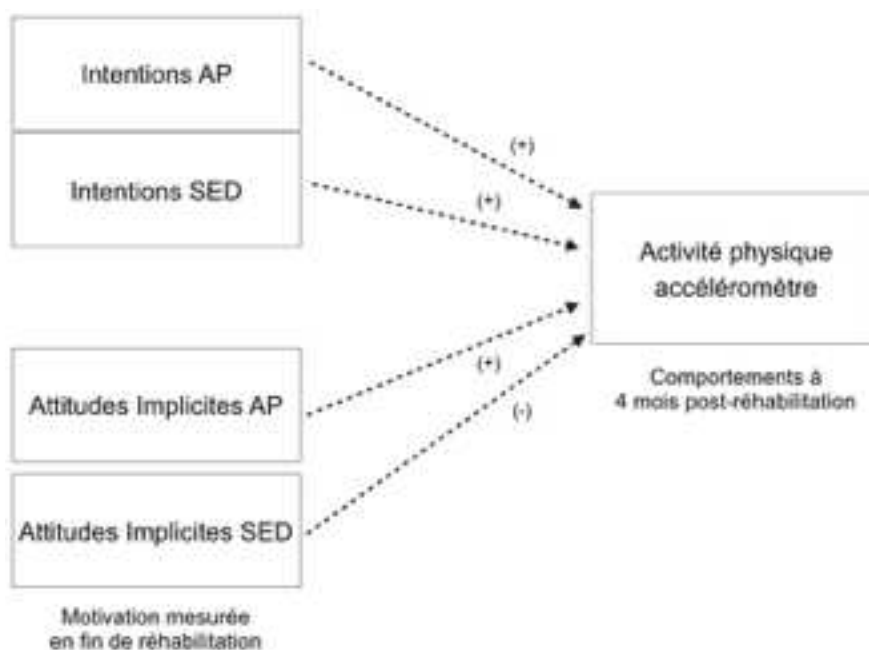 Intentions AP
(+)
Intentions SED
(+)
Activité physique
accéléromètre
Attitudes Implicites AP
(+)
Comportements à
4 mois post-réhabilitation
(-)
Attitudes Implicites SED
Motivation mesurée
en fin de réhabilitation